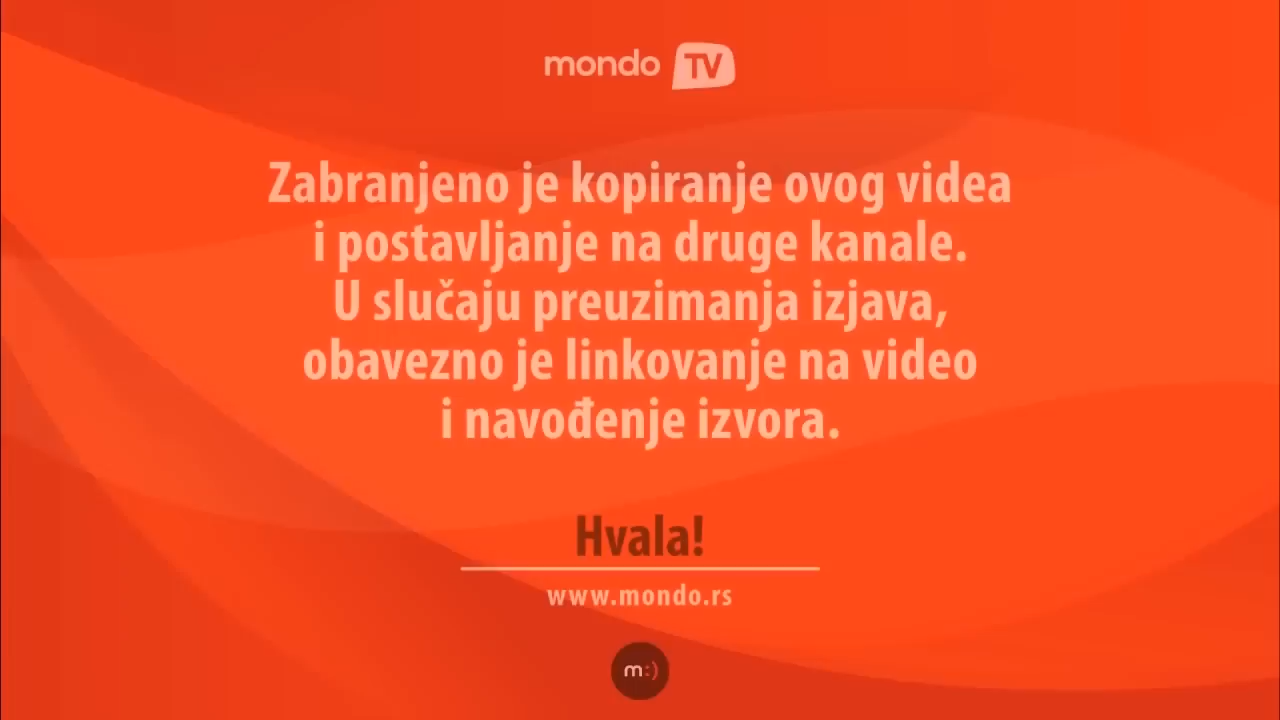 mondo TV
Zabranjeno je kopiranje ovog videa
i postavljanje na druge kanale.
U slučaju preuzimanja izjava,
obavezno je linkovanje na video
i navođenje izvora.
Hvala!
www.mondo.rs
m:)